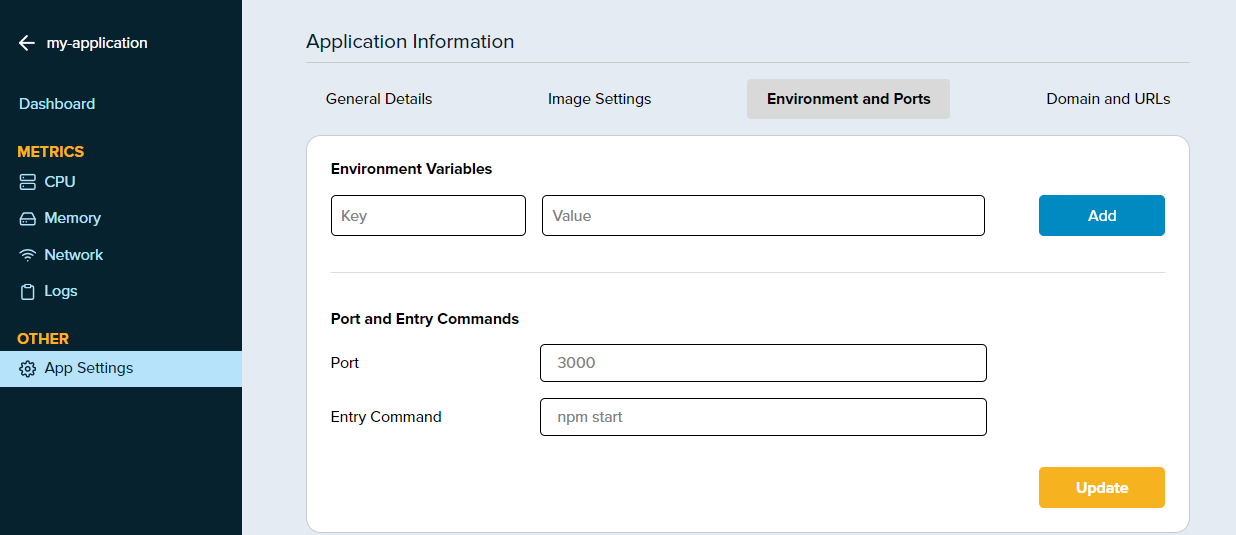 my-application
Dashboard
METRICS
CPU
Memory
Network
Logs
OTHER
App Settings
Application Information
General Details
Image Settings
Environment and Ports
Domain and URLs
Environment Variables
Key
Value
Add
Port and Entry Commands
Port
3000
Entry Command
npm start
Update